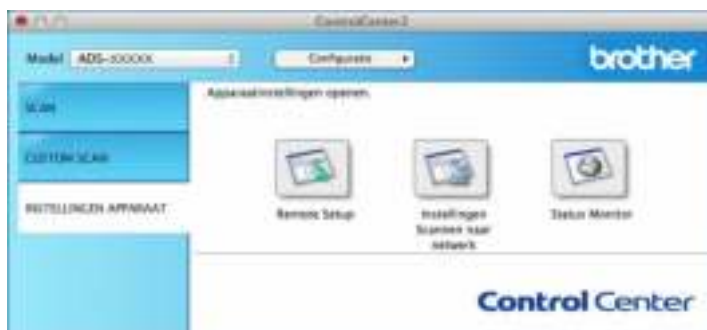 ControlCenter2
Model ADS-XXXXX Configuratie
brother
SCAN
Apparaatinstellingen openen.
CUSTOM SCAN
INSTELLINGEN APPARAAT
Remote Setup
Instellingen
Scannen naar
netwerk
Status Monitor
Control Center